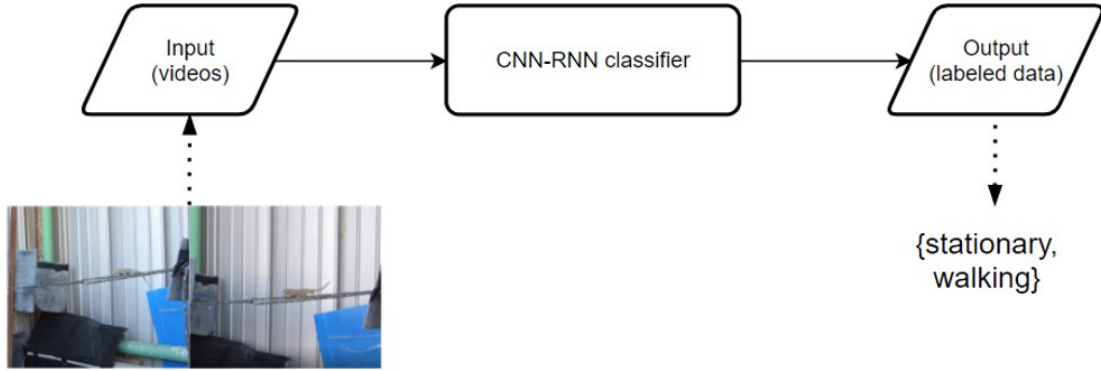 Input
(videos)
CNN-RNN classifier
Output
(labeled data)
{stationary,
walking}